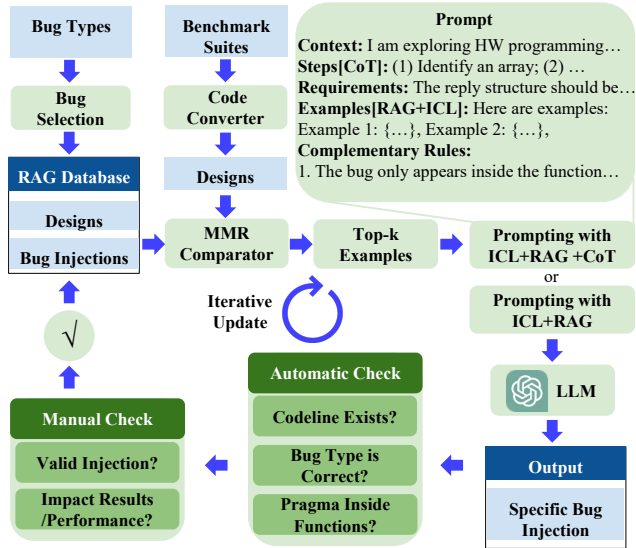 Bug Types
Bug
Selection
RAG Database
Designs
Bug Injections
Benchmark
Suites
Code
Converter
Designs
MMR
Comparator
Top-k
Examples
Prompt
Context: I am exploring HW programming…
Steps[CoT]: (1) Identify an array; (2) …
Requirements: The reply structure should be…
Examples[RAG+ICL]: Here are examples:
Example 1: {…}, Example 2: {…},
Complementary Rules:
1. The bug only appears inside the function…
Prompting with
ICL+RAG +CoT
or
Prompting with
ICL+RAG
LLM
Output
Specific Bug
Injection
Iterative
Update
Automatic Check
Codeline Exists?
Bug Type is
Correct?
Pragma Inside
Functions?
Manual Check
Valid Injection?
Impact Results
/Performance?
√